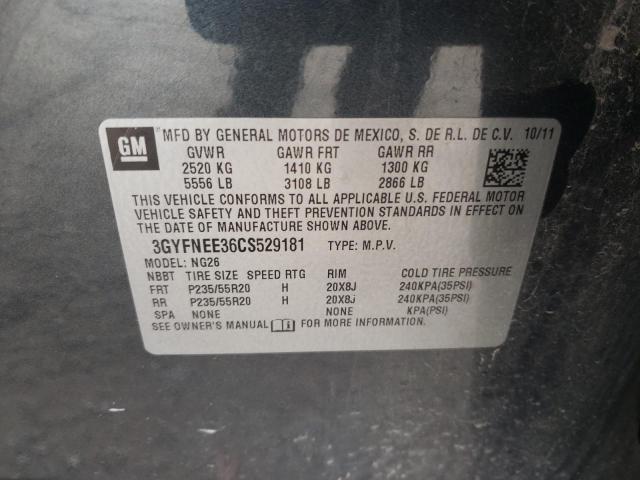 GM MFD BY GENERAL MOTORS DE MEXICO, S. DE R.L. DE C.V. 10/11
GVWR GAWR FRT GAWR RR
2520 KG 1410 KG 1300 KG
5556 LB 3108 LB 2866 LB
THIS VEHICLE CONFORMS TO ALL APPLICABLE U.S. FEDERAL MOTOR
VEHICLE SAFETY AND THEFT PREVENTION STANDARDS IN EFFECT ON
THE DATE OF MANUFACTURE SHOWN ABOVE.
3GYFNEE36CS529181 TYPE: M.P.V.
MODEL: NG26
NBBT TIRE SIZE SPEED RTG RIM COLD TIRE PRESSURE
FRT P235/55R20 H 20X8J 240KPA(35PSI)
RR P235/55R20 H 20X8J 240KPA(35PSI)
SPA NONE NONE KPA(PSI)
SEE OWNER'S MANUAL FOR MORE INFORMATION.